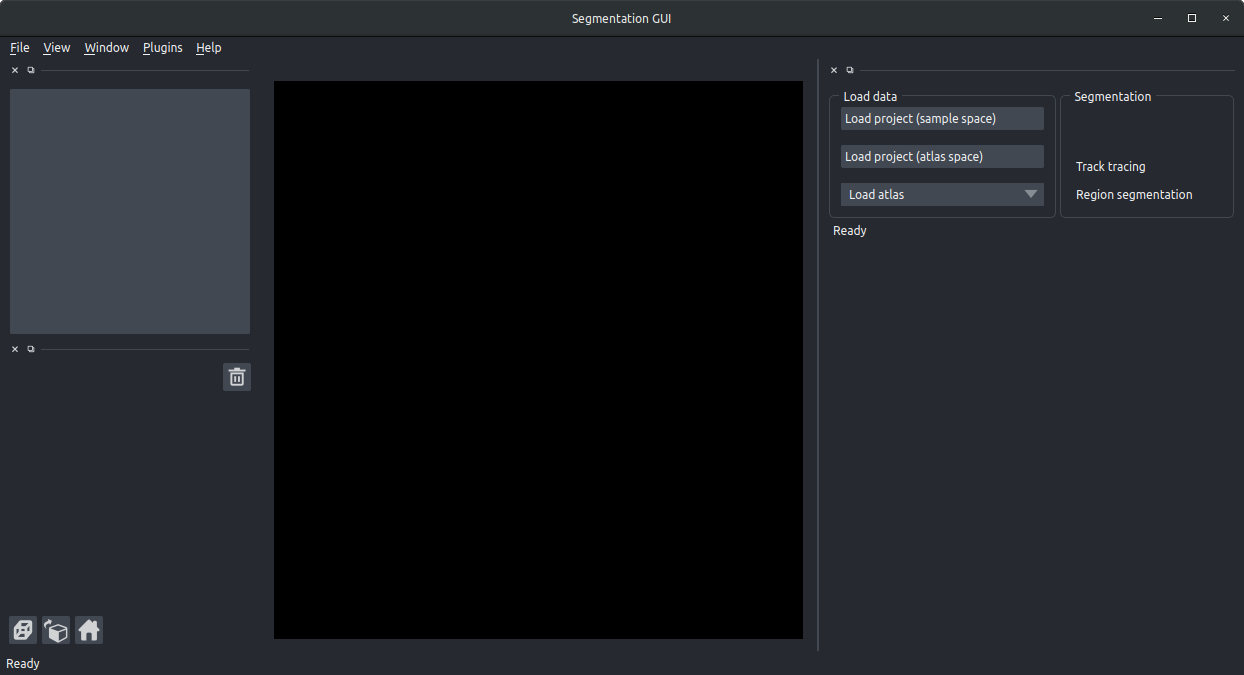 Segmentation GUI
File View Window Plugins Help
Load data
Load project (sample space)
Load project (atlas space)
Load atlas
Segmentation
Track tracing
Region segmentation
Ready
Ready